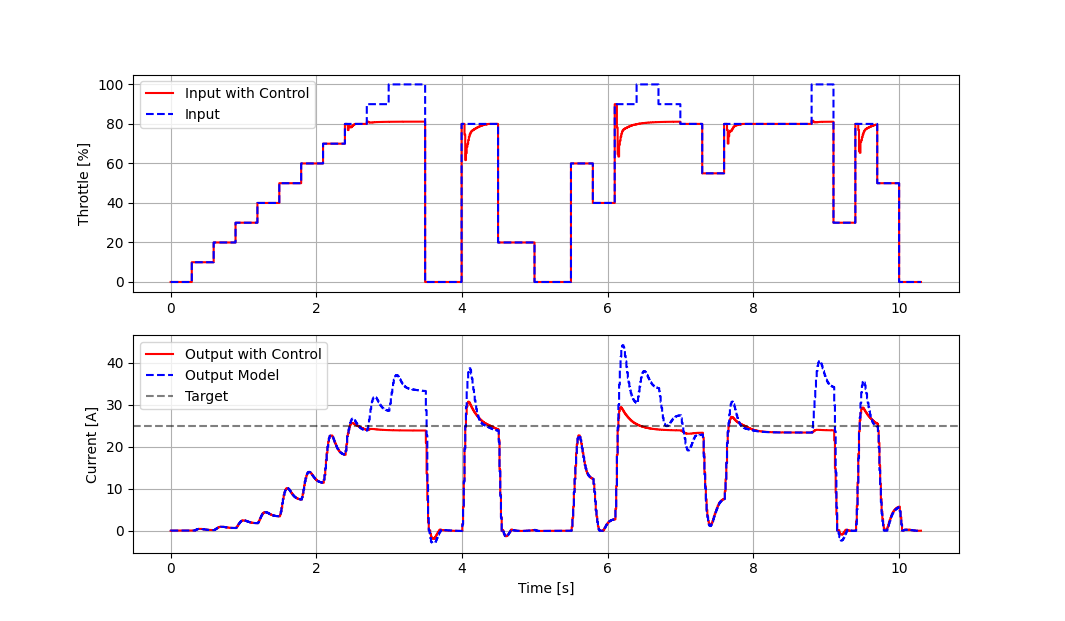 100
80
60
40
20
0
Throttle [%]
Input with Control
Input
0
2
4
6
8
10
40
30
20
10
0
Current [A]
Output with Control
Output Model
Target
0
2
4
6
8
10
Time [s]